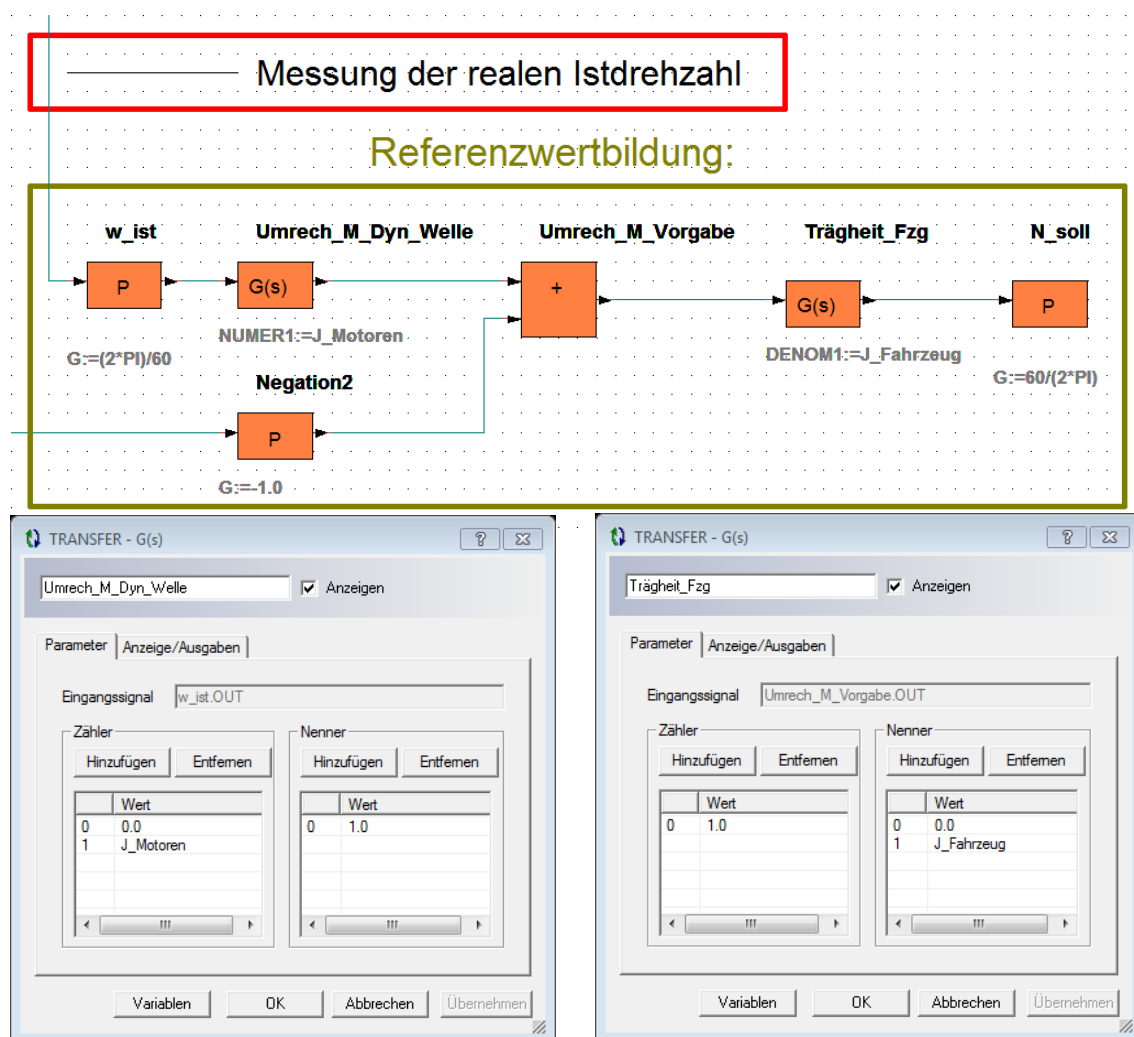 Messung der realen Istdrehzahl
Referenzwertbildung:
w_ist Umrech_M_Dyn_Welle Umrech_M_Vorgabe Trägheit_Fzg N_soll
P G(s) + G(s) P
NUMER1:=J_Motoren DENOM1:=J_Fahrzeug
G:=(2*PI)/60 G:=60/(2*PI)
Negation2
P
G:=-1.0
TRANSFER - G(s)
Umrech_M_Dyn_Welle Anzeigen
Parameter Anzeige/Ausgaben
Eingangssignal w_ist.OUT
Zähler Nenner
Hinzufügen Entfernen Hinzufügen Entfernen
Wert Wert
0 0.0 0 1.0
1 J_Motoren
Variablen OK Abbrechen Übernehmen
TRANSFER - G(s)
Trägheit_Fzg Anzeigen
Parameter Anzeige/Ausgaben
Eingangssignal Umrech_M_Vorgabe.OUT
Zähler Nenner
Hinzufügen Entfernen Hinzufügen Entfernen
Wert Wert
0 1.0 0 0.0
1 J_Fahrzeug
Variablen OK Abbrechen Übernehmen